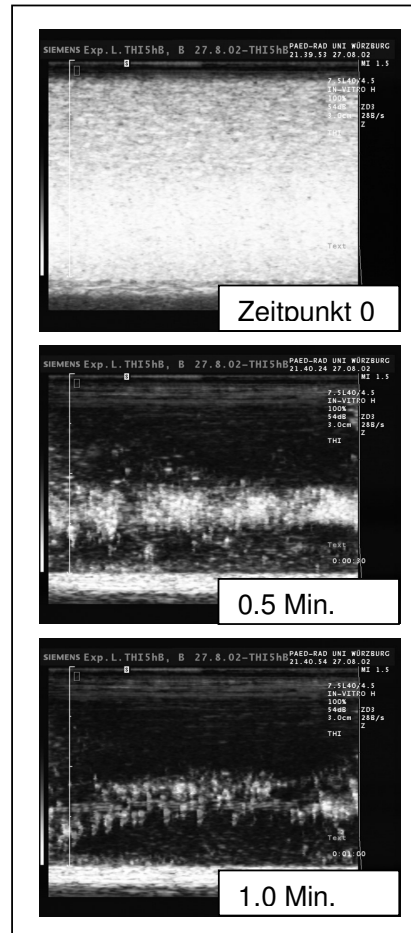 PAED-RAD UNI WÜRZBURG
SIEMENS Exp.L.THI5hB, B 27.8.02-THI5hB 21.39.53 27.08.02
S MI 1.5
7.5L40/4.5
IN-VITRO H
100%
54dB ZD3
3.0cm 28B/s
Z
THI
Text
Zeitpunkt 0
PAED-RAD UNI WÜRZBURG
SIEMENS Exp.L.THI5hB, B 27.8.02-THI5hB 21.40.24 27.08.02
S MI 1.5
7.5L40/4.5
IN-VITRO H
100%
54dB ZD3
3.0cm 28B/s
Z
THI
Text
D:00:30
0.5 Min.
PAED-RAD UNI WÜRZBURG
SIEMENS Exp.L.THI5hB, B 27.8.02-THI5hB 21.40.54 27.08.02
S MI 1.5
7.5L40/4.5
IN-VITRO H
100%
54dB ZD3
3.0cm 28B/s
Z
THI
Text
D:01:00
1.0 Min.